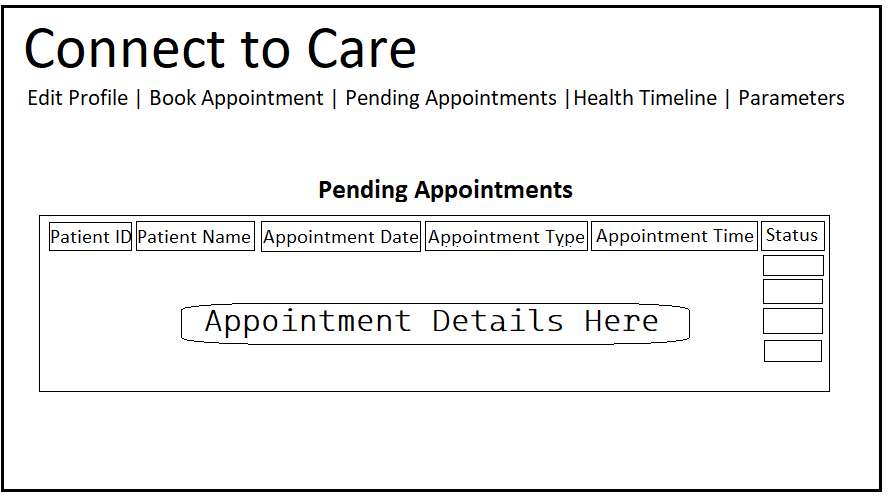 Connect to Care
Edit Profile | Book Appointment | Pending Appointments |Health Timeline | Parameters
Pending Appointments
Patient ID Patient Name Appointment Date Appointment Type Appointment Time Status
Appointment Details Here